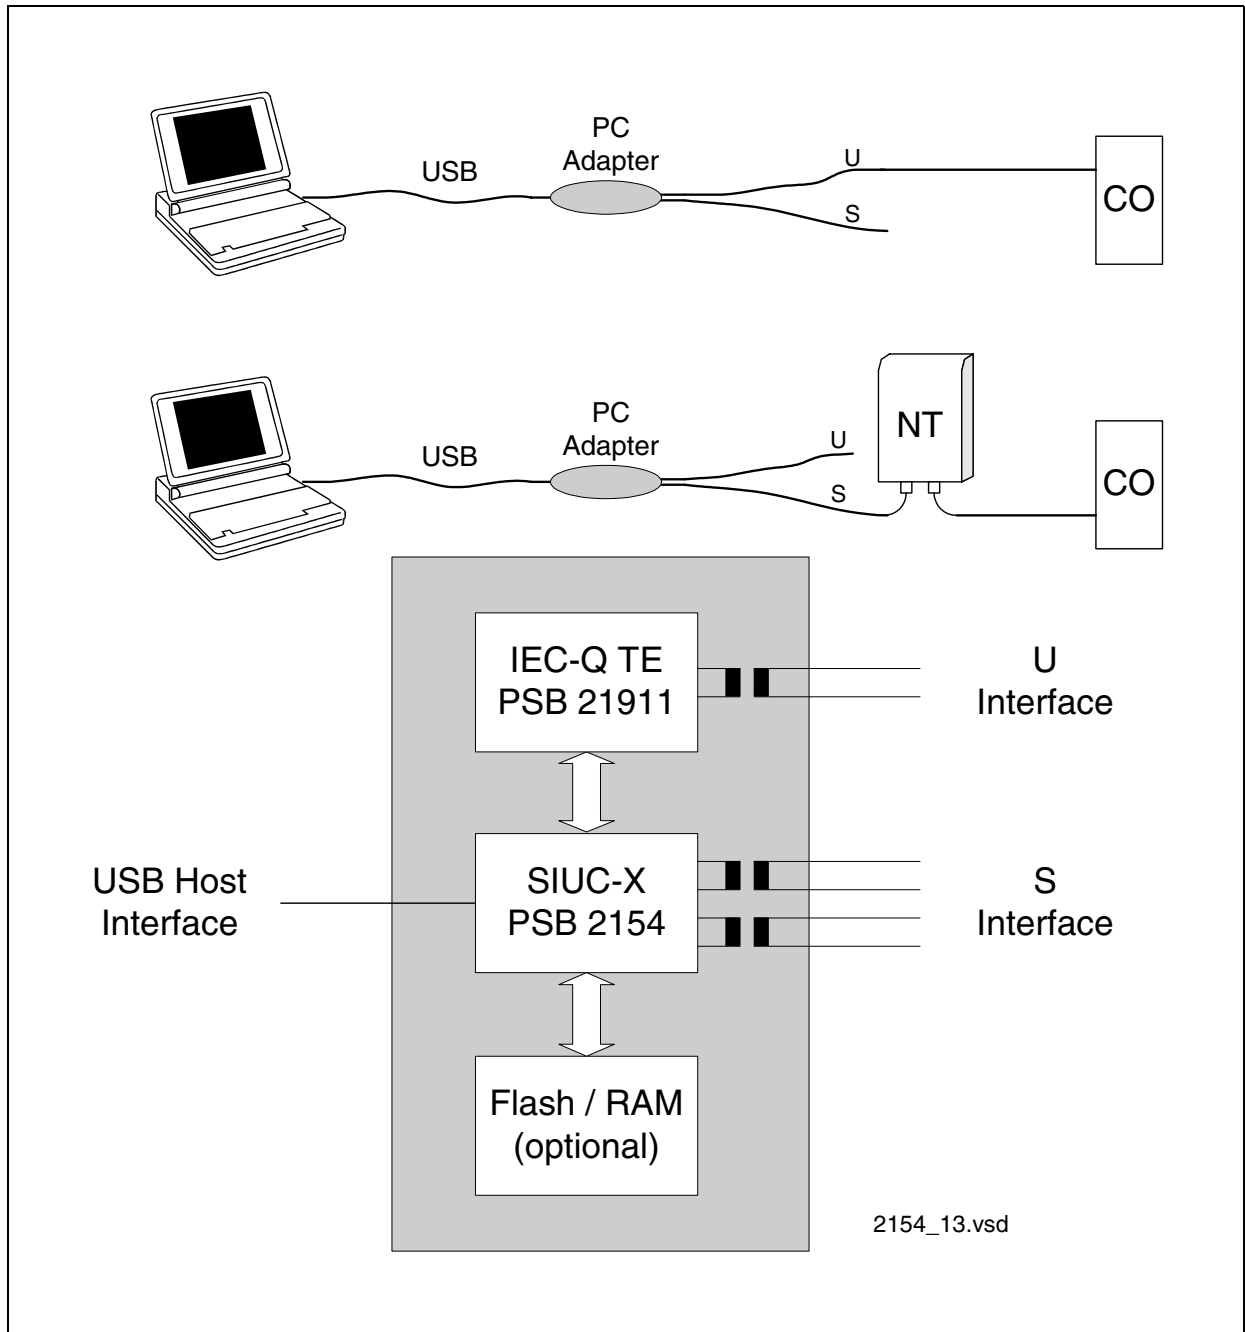 PC
Adapter
USB
U
S
CO
PC
Adapter
USB
U
S
NT
CO
IEC-Q TE
PSB 21911
U
Interface
USB Host
Interface
SIUC-X
PSB 2154
S
Interface
Flash / RAM
(optional)
2154_13.vsd